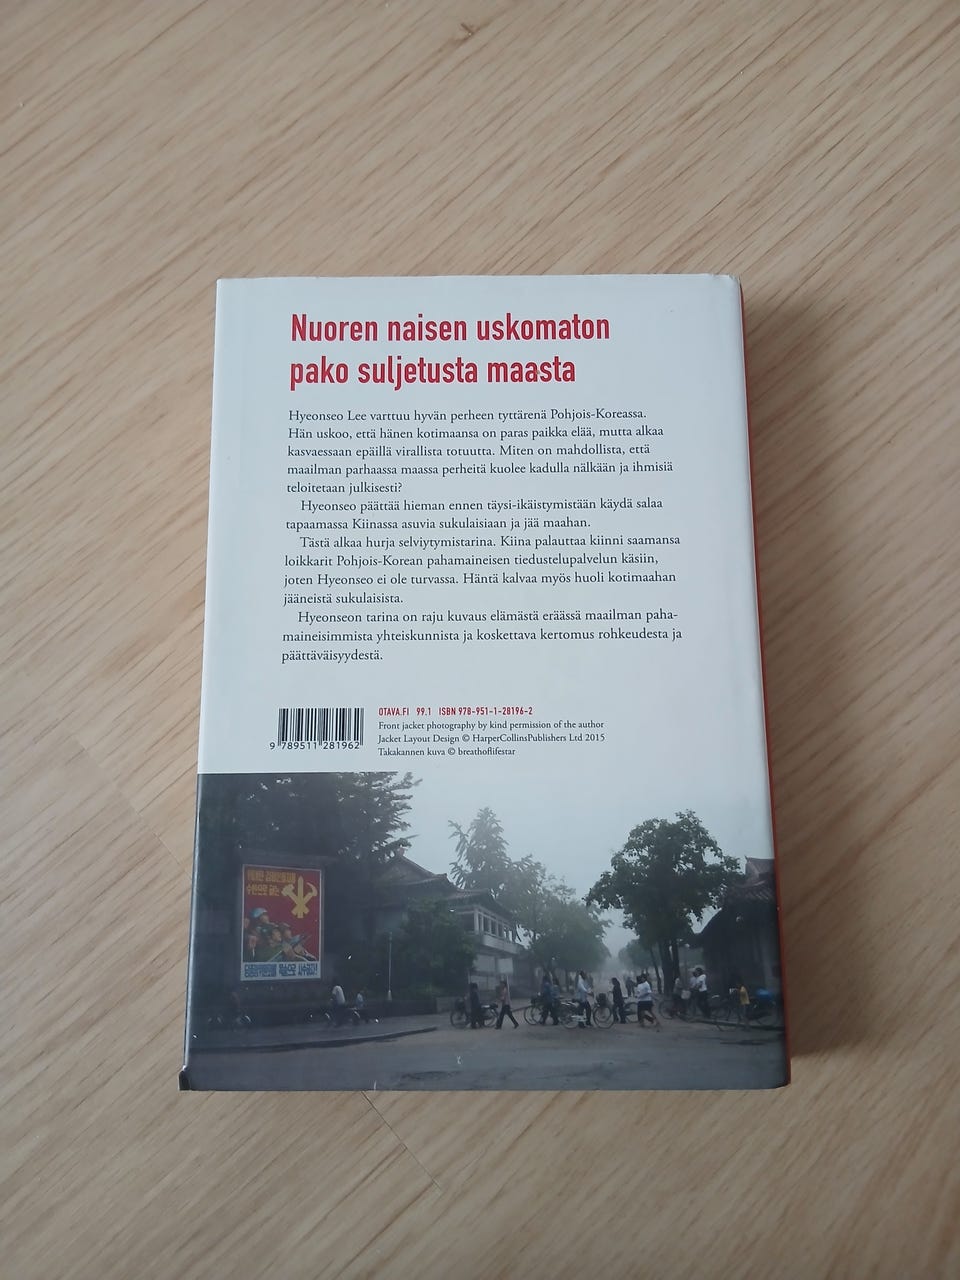 Nuoren naisen uskomaton
pako suljetusta maasta
Hyeonseo Lee varttuu hyvän perheen tyttärenä Pohjois-Koreassa.
Hän uskoo, että hänen kotimaansa on paras paikka elää, mutta alkaa
kasvaessaan epäillä virallista totuutta. Miten on mahdollista, että
maailman parhaassa maassa perheitä kuolee kadulla nälkään ja ihmisiä
teloitetaan julkisesti?
Hyeonseo päättää hieman ennen täysi-ikäistymistään käydä salaa
tapaamassa Kiinassa asuvia sukulaisiaan ja jää maahan.
Tästä alkaa hurja selviytymistarina. Kiina palauttaa kiinni saamansa
loikkarit Pohjois-Korean pahamaineisen tiedustelupalvelun käsiin,
joten Hyeonseo ei ole turvassa. Häntä kalvaa myös huoli kotimaahan
jääneistä sukulaisista.
Hyeonseon tarina on raju kuvaus elämästä eräässä maailman paha-
maineisimmista yhteiskunnista ja koskettava kertomus rohkeudesta ja
päättäväisyydestä.
OTAVA.FI 99.1 ISBN 978-951-1-28196-2
Front jacket photography by kind permission of the author
Jacket Layout Design © HarperCollinsPublishers Ltd 2015
Takakannen kuva © breathoflifestar
9 789511 281962